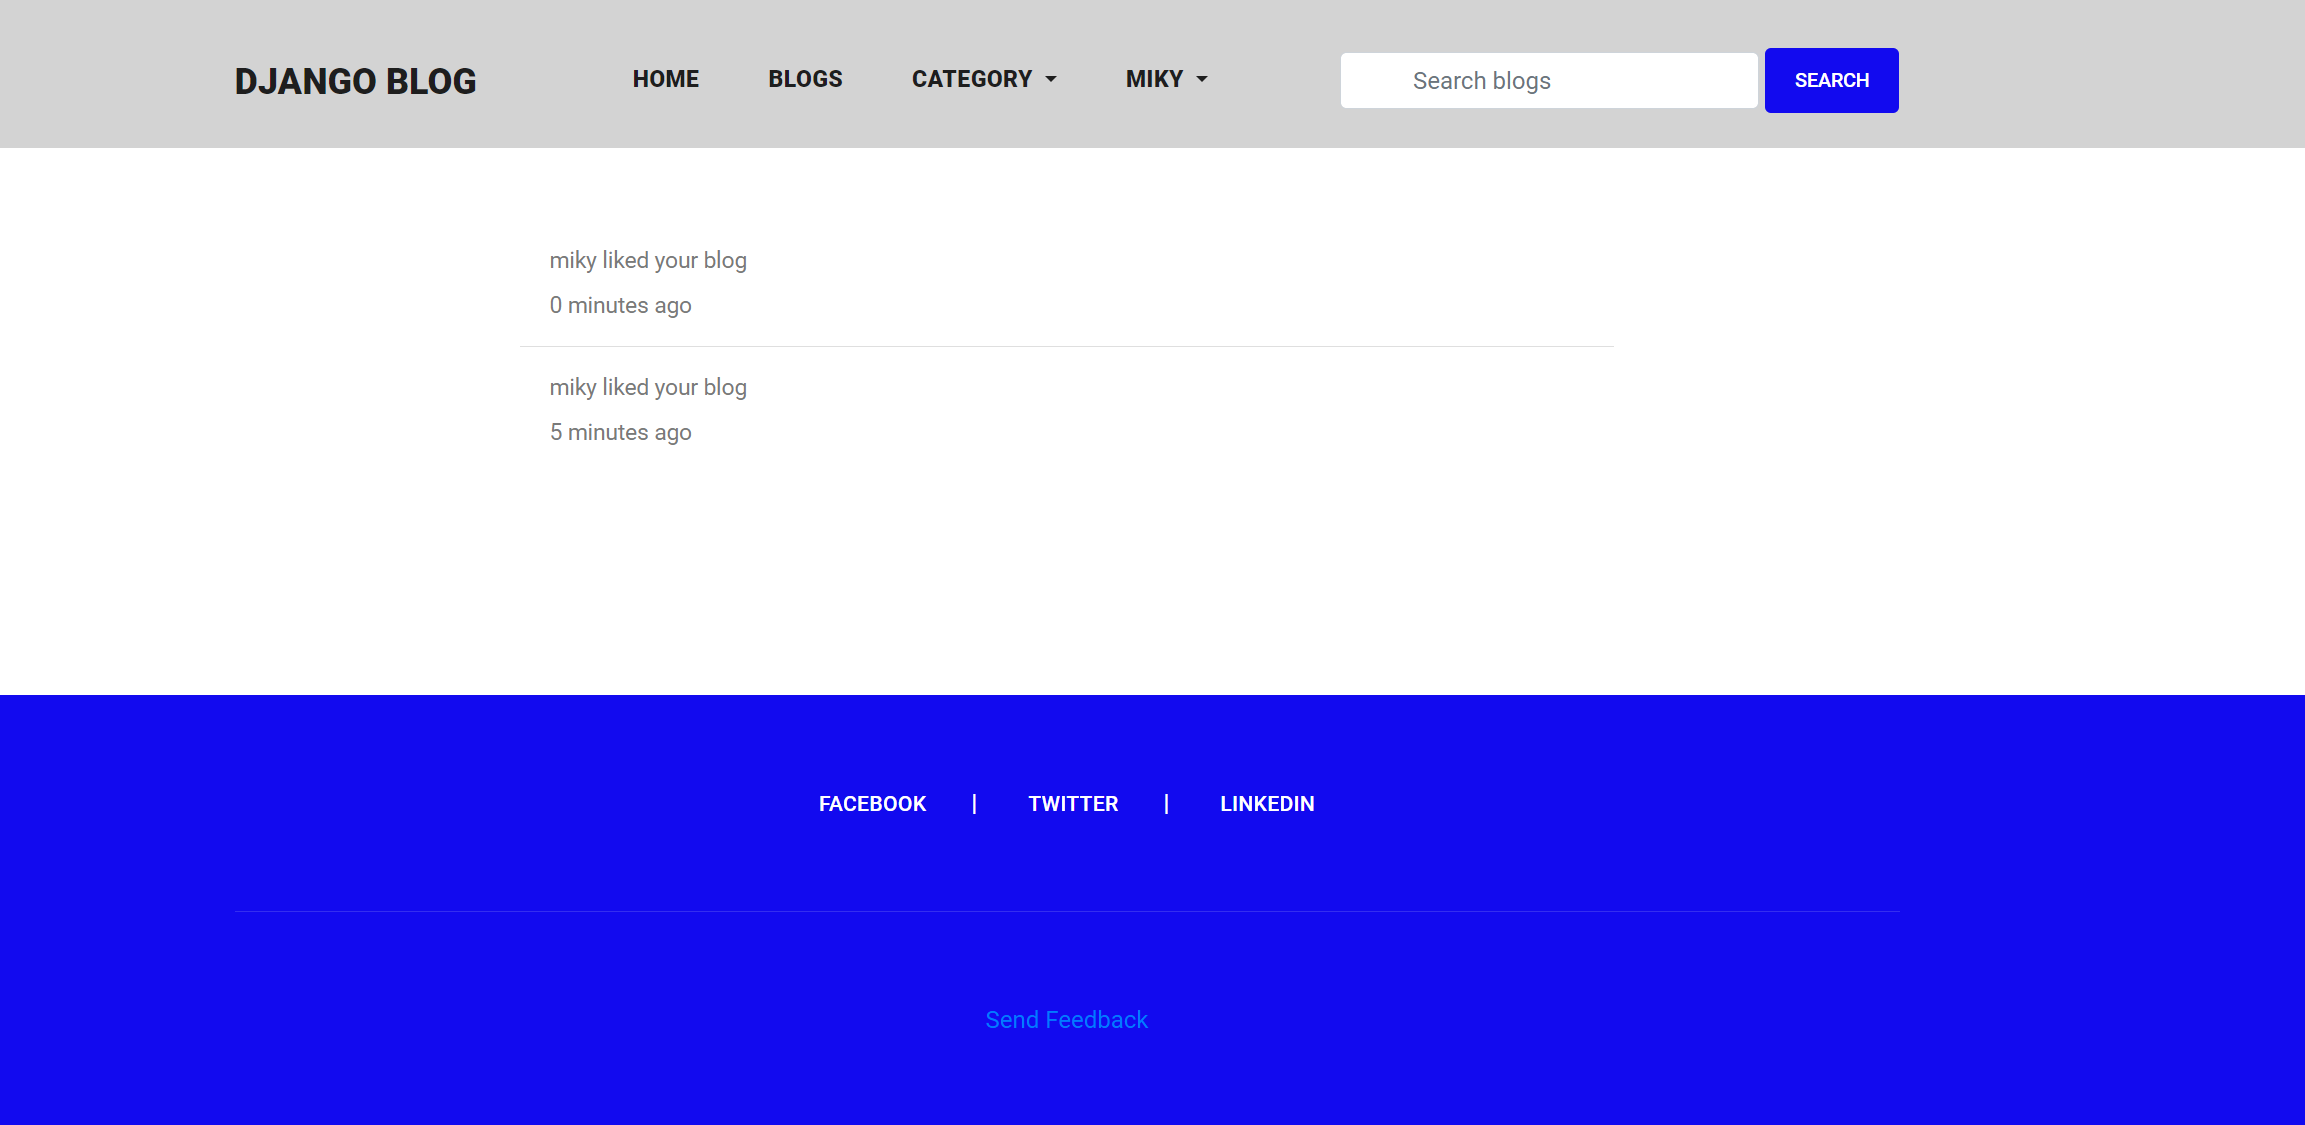 DJANGO BLOG HOME BLOGS CATEGORY MIKY Search blogs SEARCH
miky liked your blog
0 minutes ago
miky liked your blog
5 minutes ago
FACEBOOK | TWITTER | LINKEDIN
Send Feedback